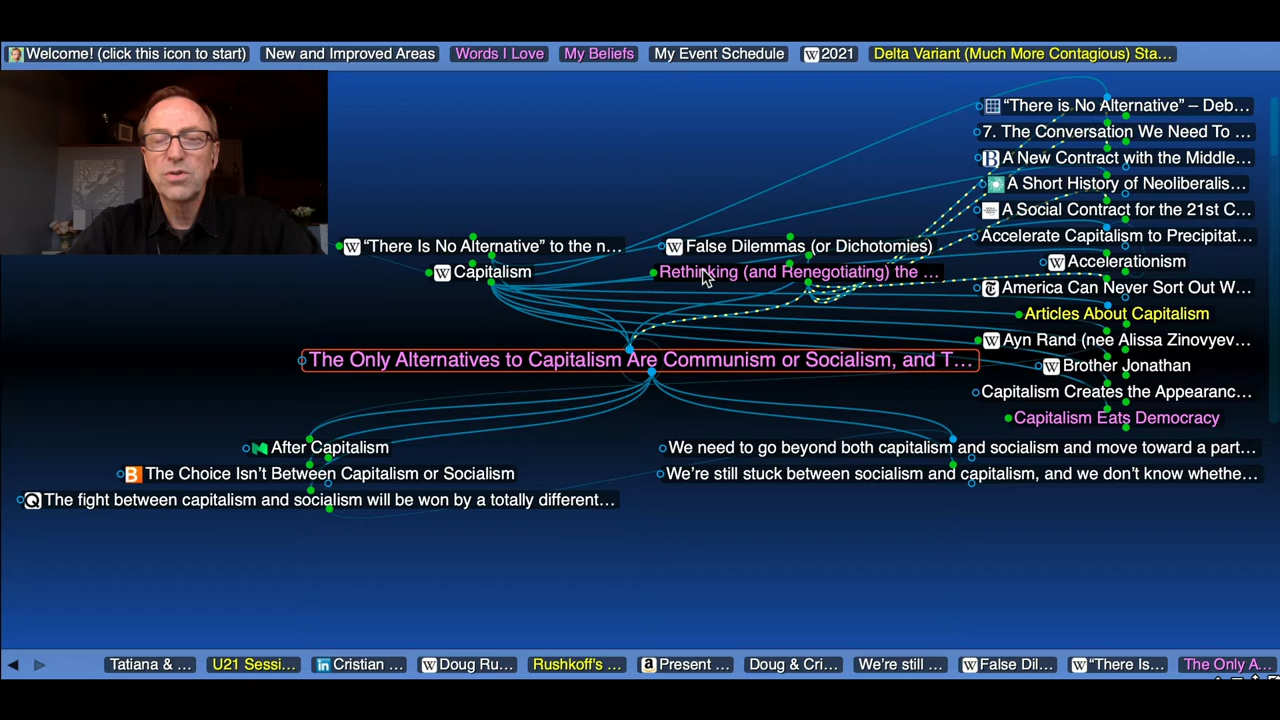 Welcome! (click this icon to start) New and Improved Areas Words I Love My Beliefs My Event Schedule W 2021 Delta Variant (Much More Contagious) Sta...
"There is No Alternative" – Deb...
7. The Conversation We Need To ...
B A New Contract with the Middle...
A Short History of Neoliberalis...
A Social Contract for the 21st C...
Accelerate Capitalism to Precipitat...
W "There Is No Alternative" to the n... W False Dilemmas (or Dichotomies)
W Accelerationism
W Capitalism Rethinking (and Renegotiating) the ...
T America Can Never Sort Out W...
Articles About Capitalism
W Ayn Rand (nee Alissa Zinovyev...
The Only Alternatives to Capitalism Are Communism or Socialism, and T...
W Brother Jonathan
Capitalism Creates the Appearanc...
Capitalism Eats Democracy
After Capitalism We need to go beyond both capitalism and socialism and move toward a part...
B The Choice Isn't Between Capitalism or Socialism We're still stuck between socialism and capitalism, and we don't know whethe...
Q The fight between capitalism and socialism will be won by a totally different...
Tatiana & ... U21 Sessi... in Cristian ... W Doug Ru... Rushkoff's ... a Present ... Doug & Cri... We're still ... W False Dil... W "There Is... The Only A...